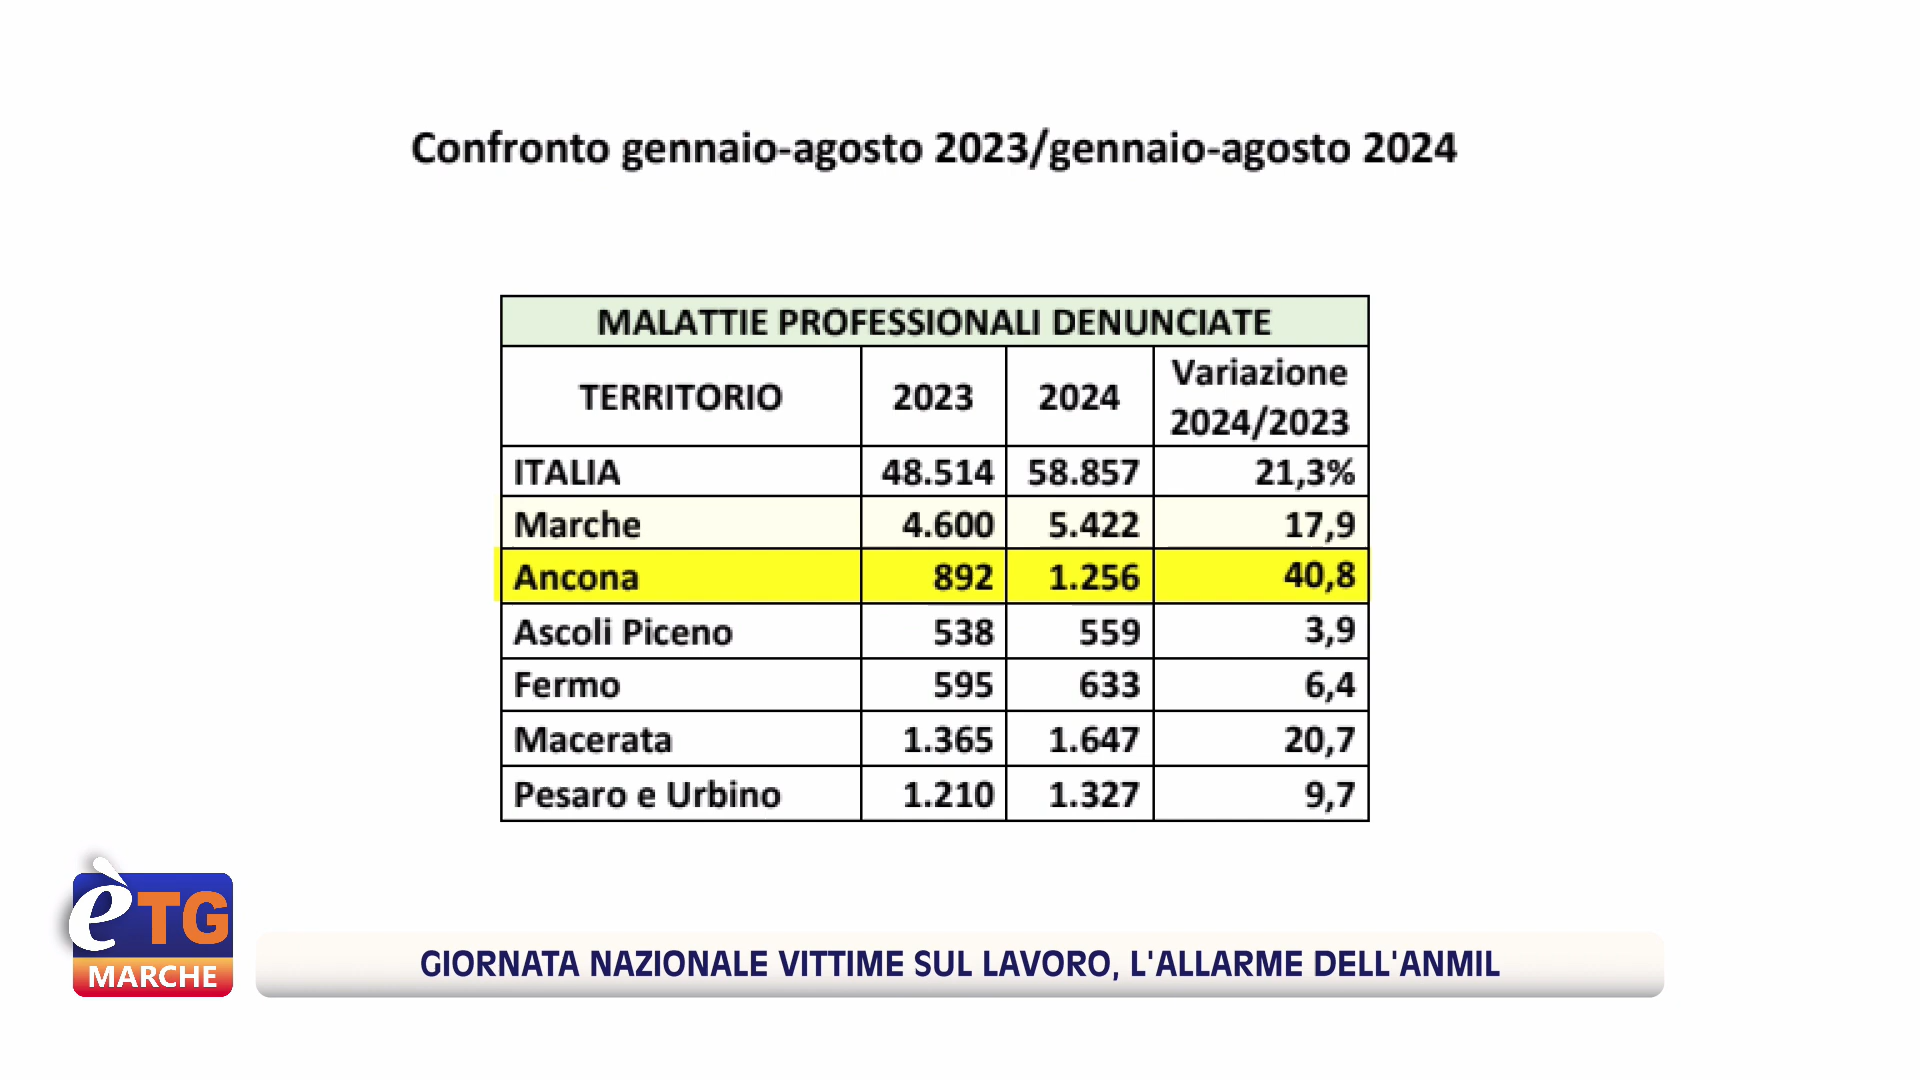 Confronto gennaio-agosto 2023/gennaio-agosto 2024
MALATTIE PROFESSIONALI DENUNCIATE
TERRITORIO 2023 2024 Variazione 2024/2023
ITALIA 48.514 58.857 21,3%
Marche 4.600 5.422 17,9
Ancona 892 1.256 40,8
Ascoli Piceno 538 559 3,9
Fermo 595 633 6,4
Macerata 1.365 1.647 20,7
Pesaro e Urbino 1.210 1.327 9,7
èTG
MARCHE
GIORNATA NAZIONALE VITTIME SUL LAVORO, L'ALLARME DELL'ANMIL